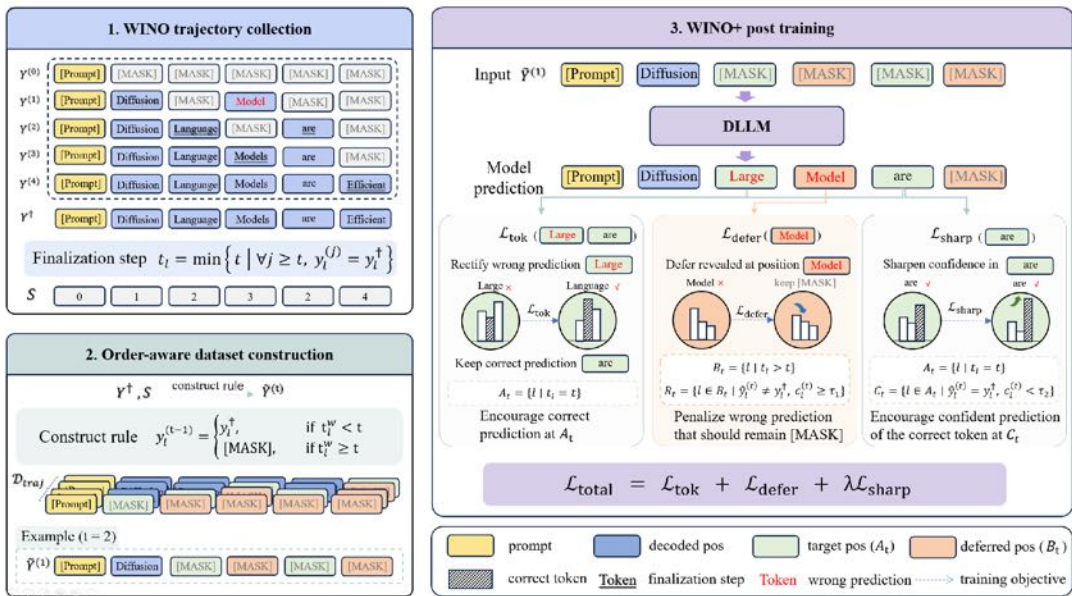 1. WINO trajectory collection
Y⁽⁰⁾ [Prompt] [MASK] [MASK] [MASK] [MASK] [MASK]
Y⁽¹⁾ [Prompt] Diffusion [MASK] Model [MASK] [MASK]
Y⁽²⁾ [Prompt] Diffusion Language [MASK] are [MASK]
Y⁽³⁾ [Prompt] Diffusion Language Models are [MASK]
Y⁽⁴⁾ [Prompt] Diffusion Language Models are Efficient
Y† [Prompt] Diffusion Language Models are Efficient
Finalization step t_l = min{t | ∀j ≥ t, y_l^(j) = y_l^†}
S 0 1 2 3 2 4
2. Order-aware dataset construction
Y†, S construct rule Ỹ^(t)
Construct rule y_l^(t−1) = { y_l^†, if t_l^w < t
[MASK], if t_l^w ≥ t
𝒟_traj
[Prompt] [MASK] [MASK] [MASK] [MASK] [MASK]
Example (t = 2)
Ỹ⁽¹⁾ [Prompt] Diffusion [MASK] [MASK] [MASK] [MASK]
3. WINO+ post training
Input Ỹ⁽¹⁾ [Prompt] Diffusion [MASK] [MASK] [MASK] [MASK]
DLLM
Model prediction [Prompt] Diffusion Large Model are [MASK]
ℒ_tok ( Large are )
Rectify wrong prediction Large
Large × Language ✓
ℒ_tok
Keep correct prediction are
A_t = {l | t_l = t}
Encourage correct
prediction at A_t
ℒ_defer ( Model )
Defer revealed at position Model
Model × keep [MASK]
ℒ_defer
B_t = {l | t_l > t}
R_t = {l ∈ B_t | ŷ_l^(t) ≠ y_l^†, c_l^(t) ≥ τ₁}
Penalize wrong prediction
that should remain [MASK]
ℒ_sharp ( are )
Sharpen confidence in are
are ✓ are ✓
ℒ_sharp
A_t = {l | t_l = t}
C_t = {l ∈ A_t | ŷ_l^(t) = y_l^†, c_l^(t) < τ₂}
Encourage confident prediction
of the correct token at C_t
ℒ_total = ℒ_tok + ℒ_defer + λℒ_sharp
prompt decoded pos target pos (A_t) deferred pos (B_t)
correct token Token finalization step Token wrong prediction training objective